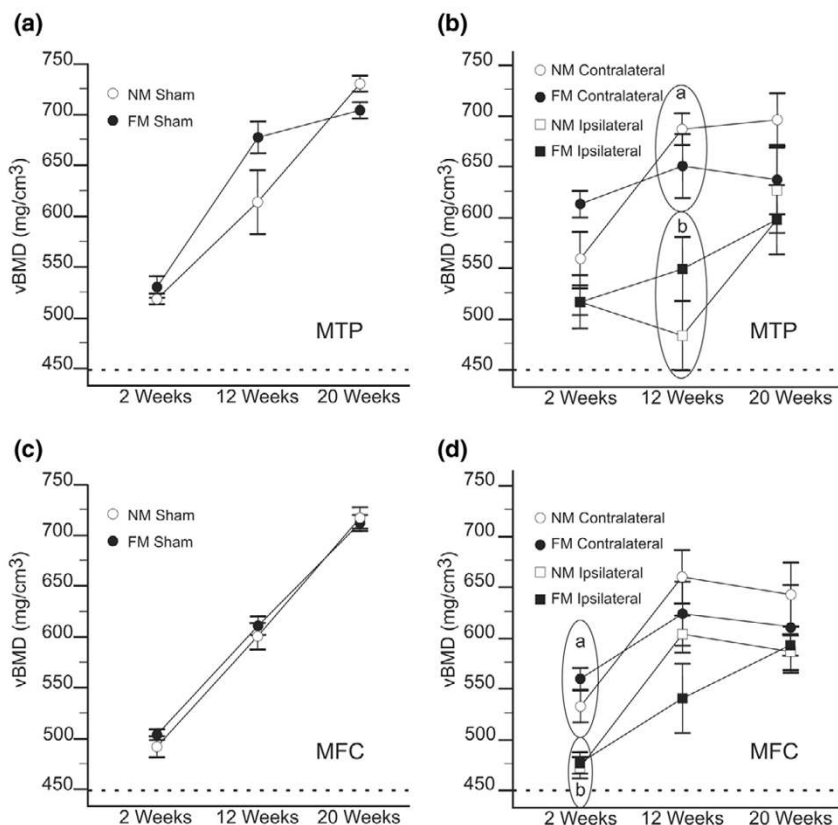 (a)
750
700
650
600
550
500
450
vBMD (mg/cm3)
NM Sham
FM Sham
MTP
2 Weeks 12 Weeks 20 Weeks
(b)
750
700
650
600
550
500
450
vBMD (mg/cm3)
NM Contralateral
FM Contralateral
NM Ipsilateral
FM Ipsilateral
a
b
MTP
2 Weeks 12 Weeks 20 Weeks
(c)
750
700
650
600
550
500
450
vBMD (mg/cm3)
NM Sham
FM Sham
MFC
2 Weeks 12 Weeks 20 Weeks
(d)
750
700
650
600
550
500
450
vBMD (mg/cm3)
NM Contralateral
FM Contralateral
NM Ipsilateral
FM Ipsilateral
a
b
MFC
2 Weeks 12 Weeks 20 Weeks